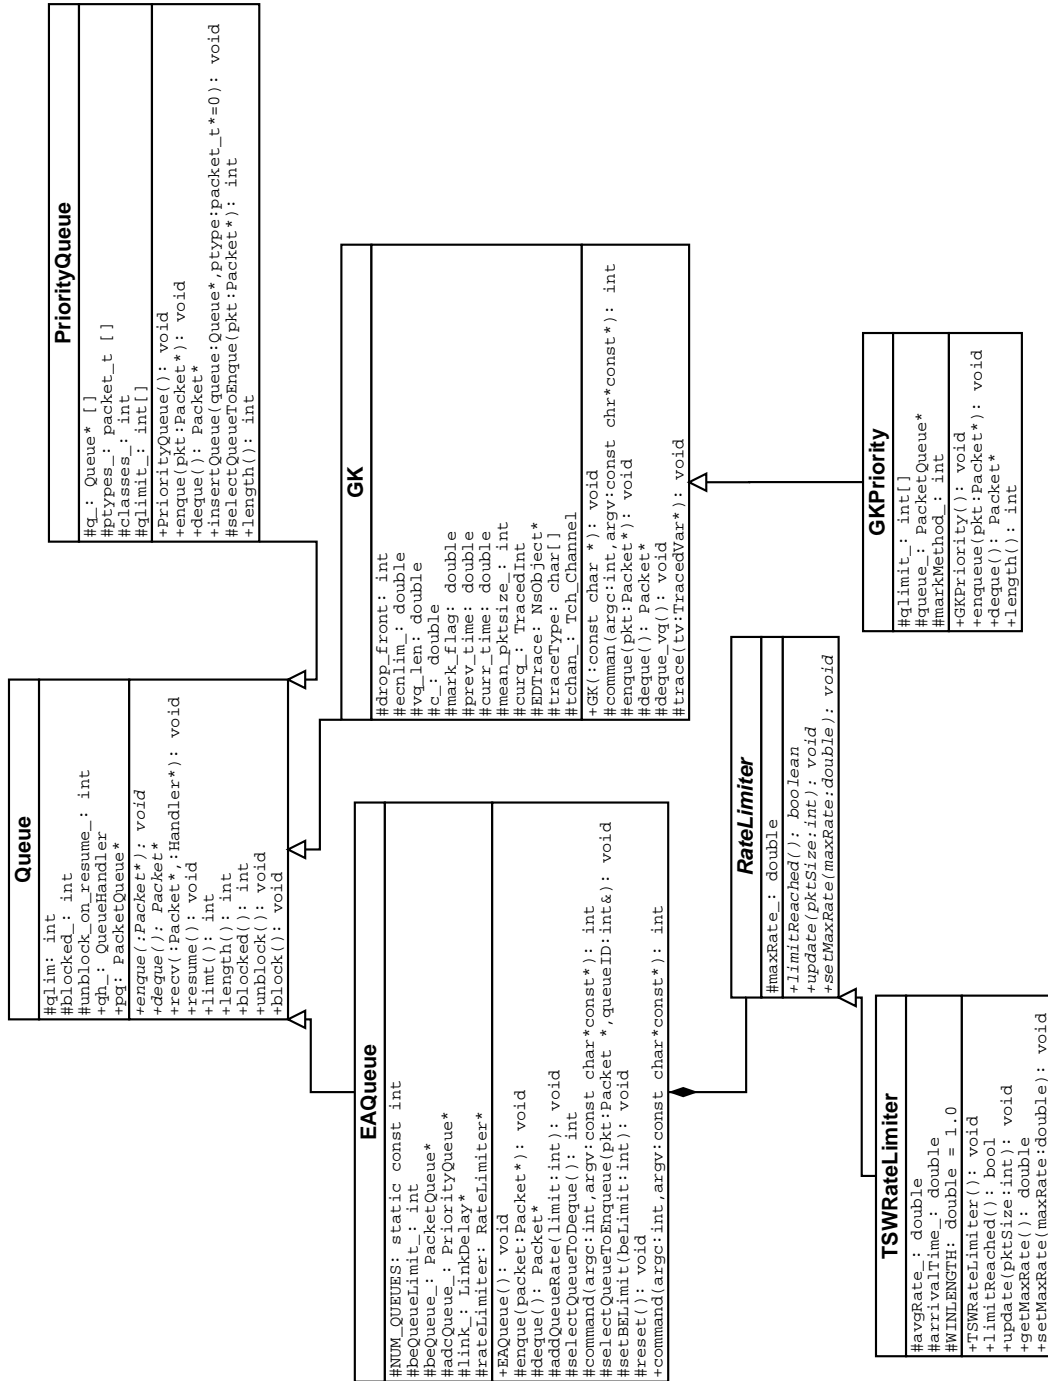 PriorityQueue
#q_: Queue* []
#ptypes_: packet_t []
#classes_: int
#qlimit_: int[]
+PriorityQueue(): void
+enque(pkt:Packet*): void
+deque(): Packet*
+insertQueue(queue:Queue*,ptype:packet_t*=0): void
#selectQueueToEnque(pkt:Packet*): int
+length(): int
Queue
#qlim: int
#blocked_: int
#unblock_on_resume_: int
+qh_: QueueHandler
+pq: PacketQueue*
+enque(:Packet*): void
+deque(): Packet*
+recv(:Packet*,:Handler*): void
+resume(): void
+limt(): int
+length(): int
+blocked(): int
+unblock(): void
+block(): void
GK
#drop_front: int
#ecnlim_: double
#vq_len: double
#c_: double
#mark_flag: double
#prev_time: double
#curr_time: double
#mean_pktsize_: int
#curq_: TracedInt
#EDTrace: NsObject*
#traceType: char[]
#tchan_: Tch_Channel
+GK(:const char *): void
#comman(argc:int,argv:const chr*const*): int
#enque(pkt:Packet*): void
#deque(): Packet*
#deque_vq(): void
#trace(tv:TracedVar*): void
EAQueue
#NUM_QUEUES: static const int
#beQueueLimit_: int
#beQueue_: PacketQueue*
#adcQueue_: PriorityQueue*
#link_: LinkDelay*
#rateLimiter: RateLimiter*
+EAQueue(): void
#enque(packet:Packet*): void
#deque(): Packet*
#addQueueRate(limit:int): void
#selectQueueToDeque(): int
#command(argc:int,argv:const char*const*): int
#selectQueueToEnqueue(pkt:Packet *,queueID:int&): void
#setBELimit(beLimit:int): void
#reset(): void
+command(argc:int,argv:const char*const*): int
GKPriority
#qlimit_: int[]
#queue_: PacketQueue*
#markMethod_: int
+GKPriority(): void
+enqueue(pkt:Packet*): void
+deque(): Packet*
+length(): int
RateLimiter
#maxRate_: double
+limitReached(): boolean
+update(pktSize:int): void
+setMaxRate(maxRate:double): void
TSWRateLimiter
#avgRate_: double
#arrivalTime_: double
#WINLENGTH: double = 1.0
+TSWRateLimiter(): void
+limitReached(): bool
+update(pktSize:int): void
+getMaxRate(): double
+setMaxRate(maxRate:double): void